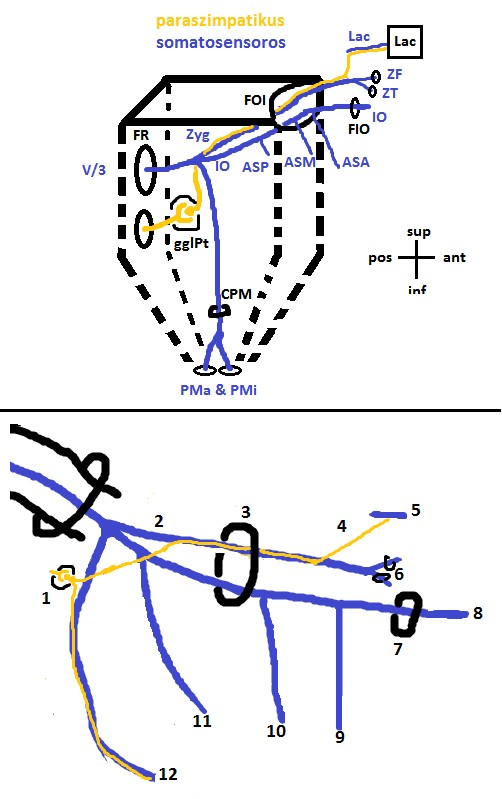 paraszimpatikus
somatosensoros
Lac
Lac
ZF
FOI
ZT
FR
Zyg
FIO
IO
V/3
IO
ASP
ASM
ASA
gglPt
sup
pos
ant
inf
CPM
PMa & PMi
2
3
4
5
6
1
7
8
11
10
9
12